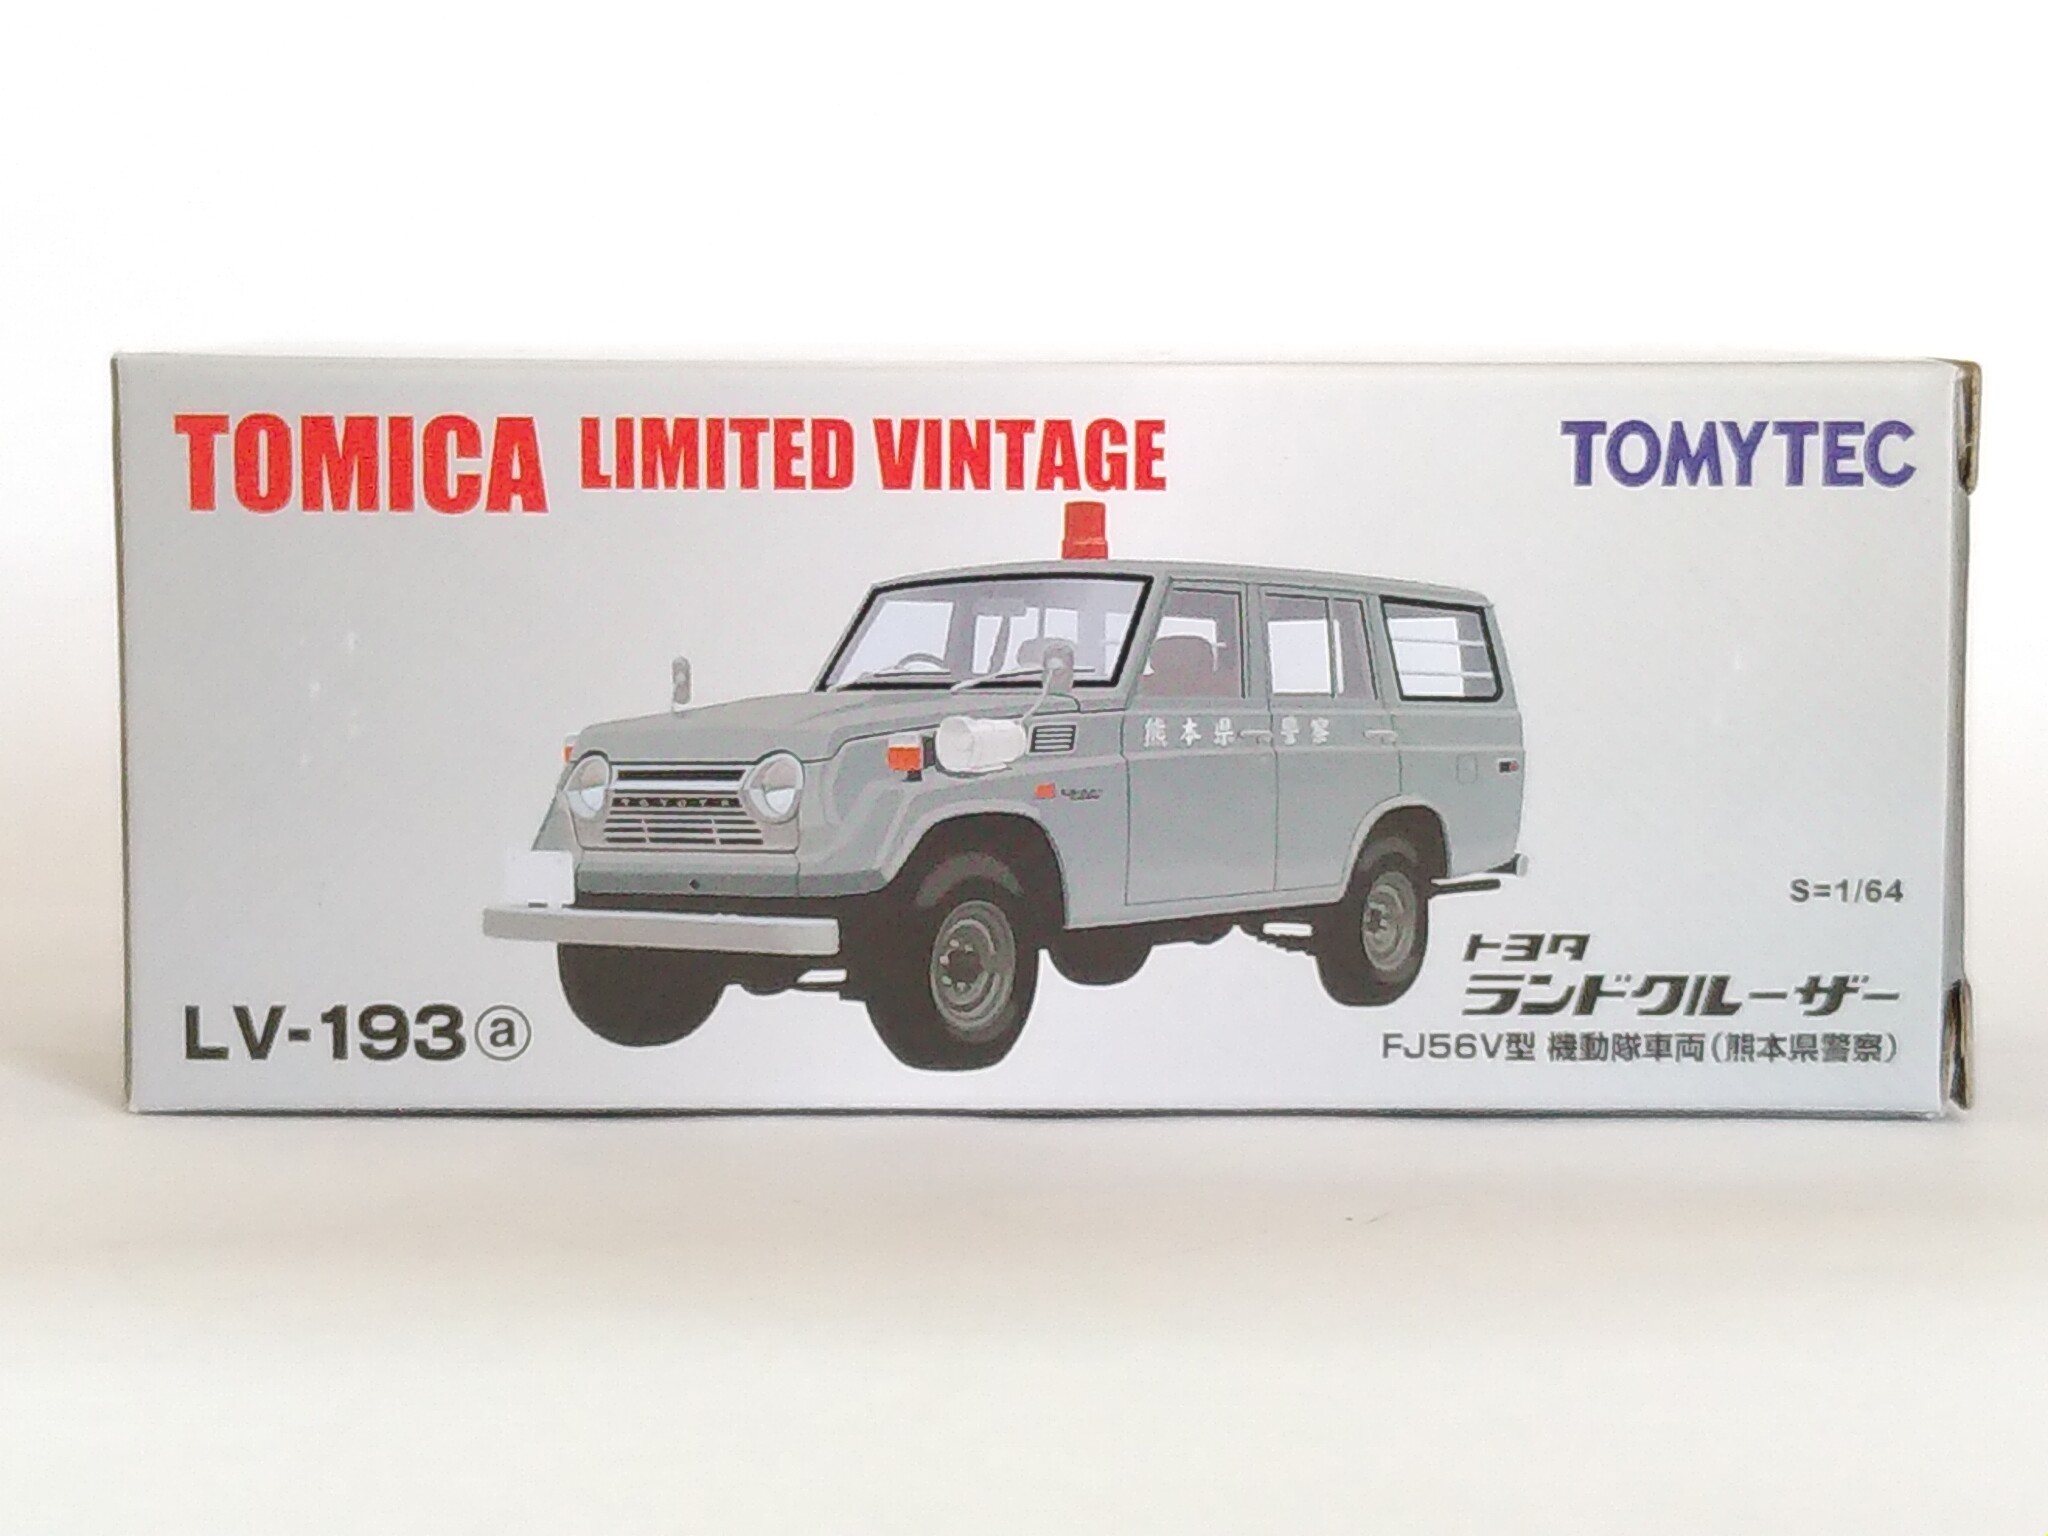 TOMICA LIMITED VINTAGE
TOMYTEC
熊本県警察
TOYOTA
S=1/64
トヨタ
ランドクルーザー
LV-193ⓐ
FJ56V型 機動隊車両(熊本県警察)